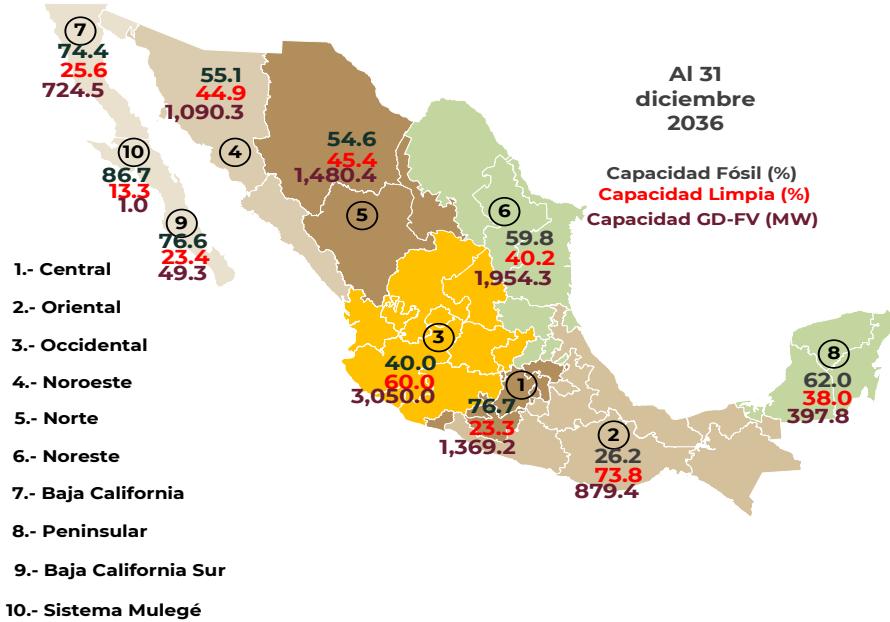 7
74.4
25.6
724.5
55.1
44.9
1,090.3
4
Al 31
diciembre
2036
Capacidad Fósil (%)
Capacidad Limpia (%)
Capacidad GD-FV (MW)
54.6
45.4
1,480.4
5
10
86.7
13.3
1.0
9
76.6
23.4
49.3
6
59.8
40.2
1,954.3
3
40.0
60.0
3,050.0
1
76.7
23.3
1,369.2
2
26.2
73.8
879.4
8
62.0
38.0
397.8
1.- Central
2.- Oriental
3.- Occidental
4.- Noroeste
5.- Norte
6.- Noreste
7.- Baja California
8.- Peninsular
9.- Baja California Sur
10.- Sistema Mulegé